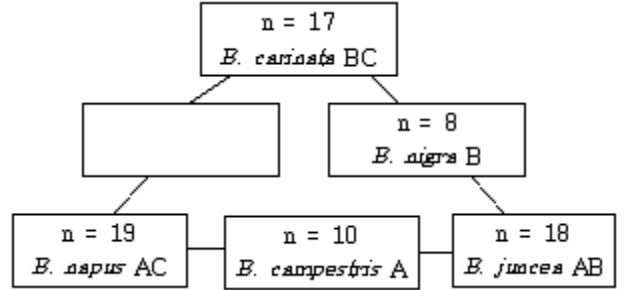 n = 17
B. carinata BC
n = 8
B. nigra B
n = 19
B. napus AC
n = 10
B. campestris A
n = 18
B. juncea AB